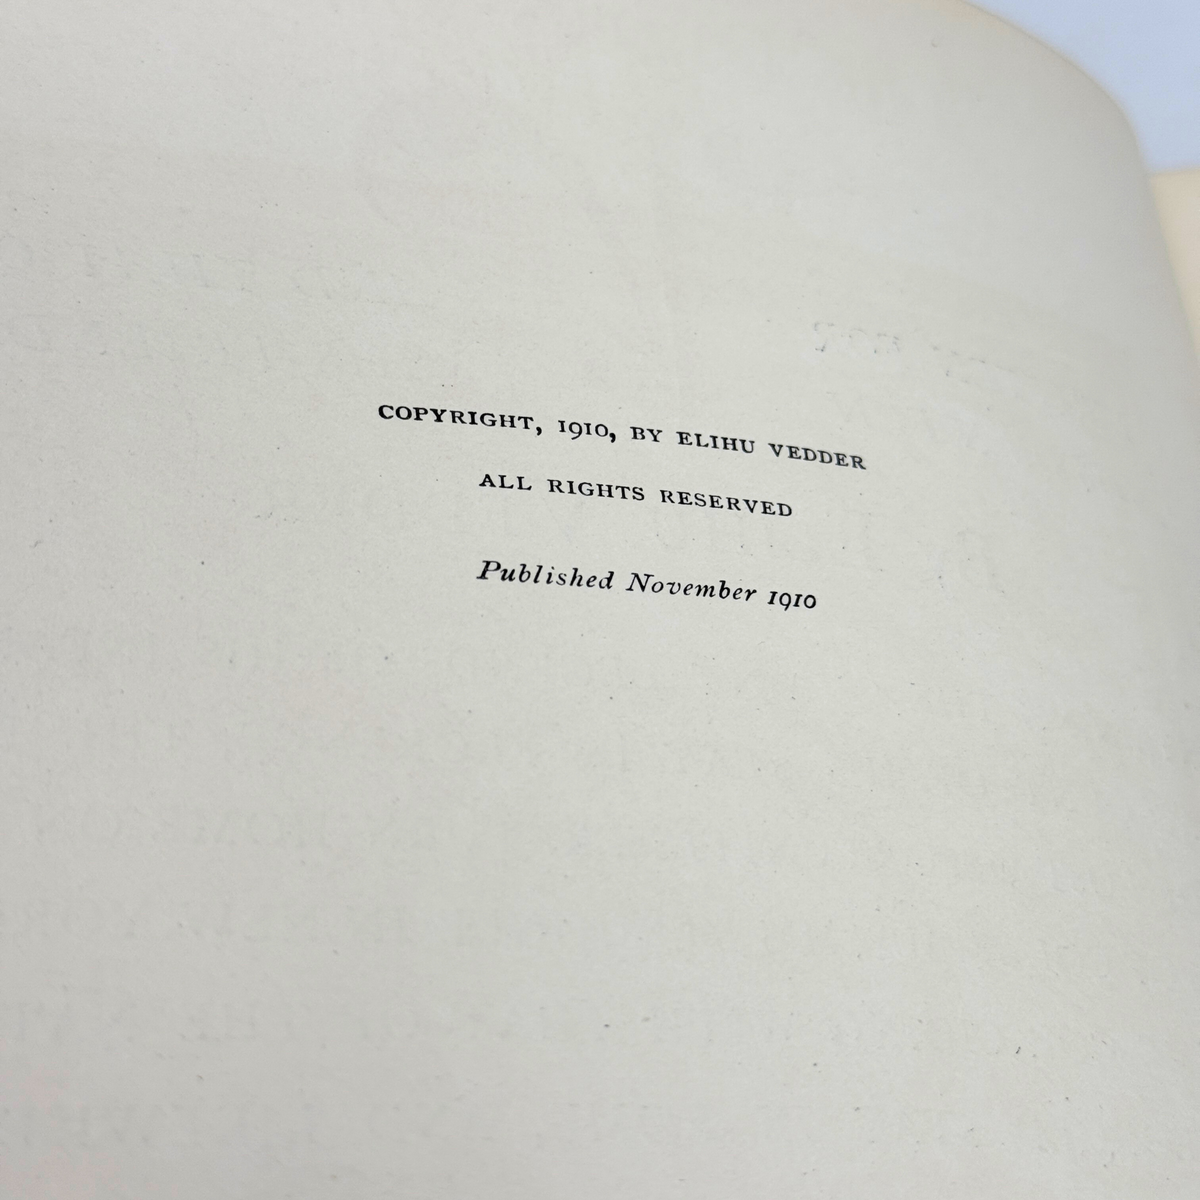 COPYRIGHT, 1910, BY ELIHU VEDDER
ALL RIGHTS RESERVED
Published November 1910